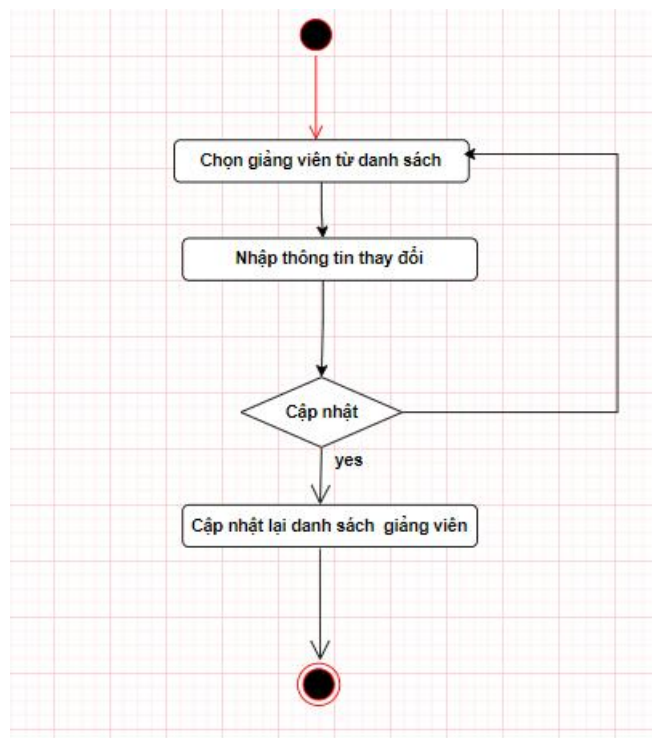 Chọn giảng viên từ danh sách
Nhập thông tin thay đổi
Cập nhật
yes
Cập nhật lại danh sách giảng viên